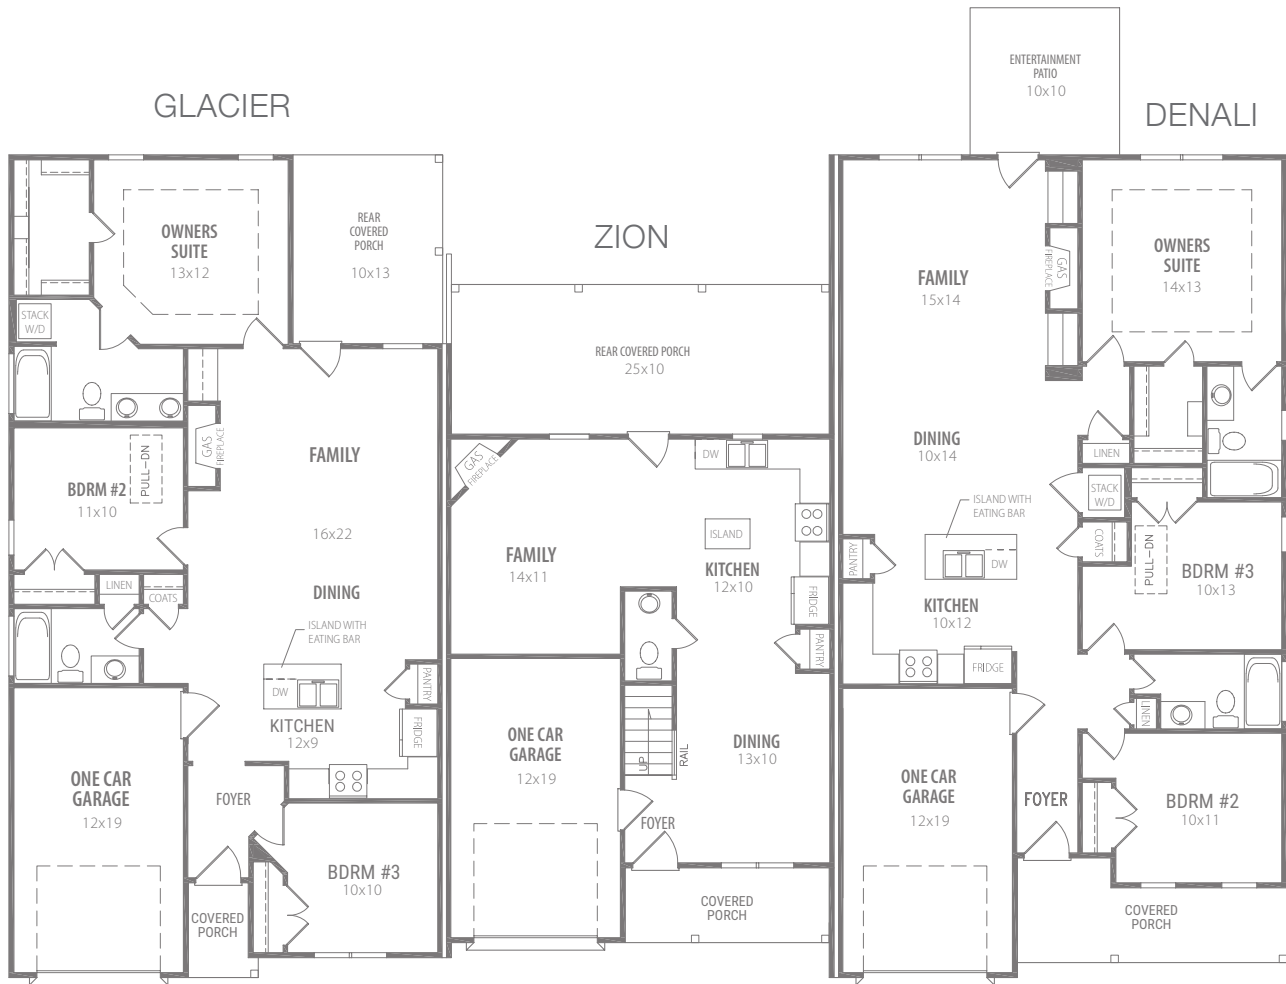 GLACIER
OWNERS
SUITE
13x12
REAR
COVERED
PORCH
10x13
STACK
W/D
GAS
FIREPLACE
FAMILY
BDRM #2
11x10
PULL-DN
16x22
LINEN
COATS
DINING
ISLAND WITH
EATING BAR
DW
PANTRY
KITCHEN
12x9
FRIDGE
ONE CAR
GARAGE
12x19
FOYER
BDRM #3
10x10
COVERED
PORCH
ZION
REAR COVERED PORCH
25x10
GAS
FIREPLACE
DW
ISLAND
FAMILY
14x11
KITCHEN
12x10
FRIDGE
PANTRY
ONE CAR
GARAGE
12x19
UP
RAIL
DINING
13x10
FOYER
COVERED
PORCH
DENALI
ENTERTAINMENT
PATIO
10x10
FAMILY
15x14
GAS
FIREPLACE
OWNERS
SUITE
14x13
DINING
10x14
LINEN
STACK
W/D
ISLAND WITH
EATING BAR
COATS
PULL-DN
PANTRY
DW
BDRM #3
10x13
KITCHEN
10x12
FRIDGE
LINEN
ONE CAR
GARAGE
12x19
FOYER
BDRM #2
10x11
COVERED
PORCH